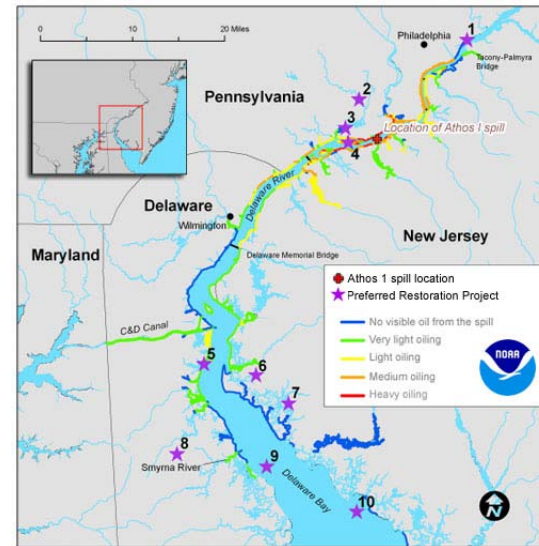 0
10
20 Miles
Philadelphia
1
Tacony-Palmyra
Bridge
Pennsylvania
2
3
Location of Athos I spill
4
Delaware River
Delaware
Wilmington
New Jersey
Maryland
Delaware Memorial Bridge
Athos 1 spill location
Preferred Restoration Project
No visible oil from the spill
Very light oiling
Light oiling
Medium oiling
Heavy oiling
NOAA
C&D Canal
5
6
7
8
Smyrna River
9
Delaware Bay
10
N